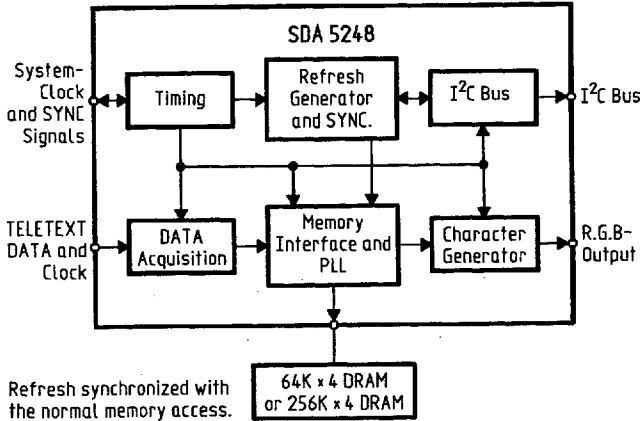 SDA 5248
System-
Clock
and SYNC
Signals
Timing
Refresh
Generator
and SYNC.
I²C Bus
I²C Bus
TELETEXT
DATA and
Clock
DATA
Acquisition
Memory
Interface and
PLL
Character
Generator
R.G.B-
Output
Refresh synchronized with
the normal memory access.
64K x 4 DRAM
or 256K x 4 DRAM